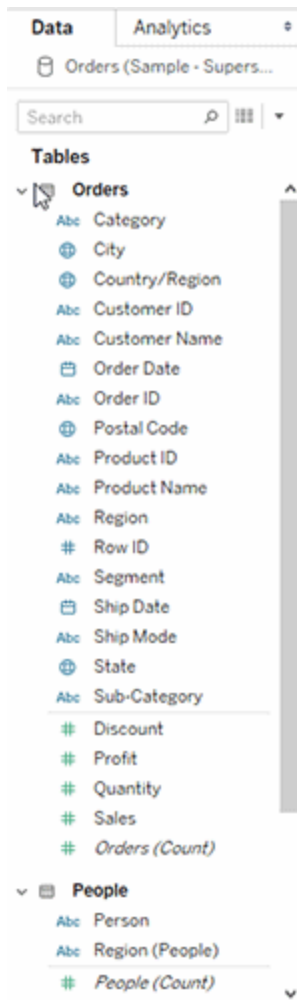 Data Analytics
Orders (Sample - Supers...
Search
Tables
Orders
Abc Category
City
Country/Region
Abc Customer ID
Abc Customer Name
Order Date
Abc Order ID
Postal Code
Abc Product ID
Abc Product Name
Abc Region
# Row ID
Abc Segment
Ship Date
Abc Ship Mode
State
Abc Sub-Category
# Discount
# Profit
# Quantity
# Sales
# Orders (Count)
People
Abc Person
Abc Region (People)
# People (Count)